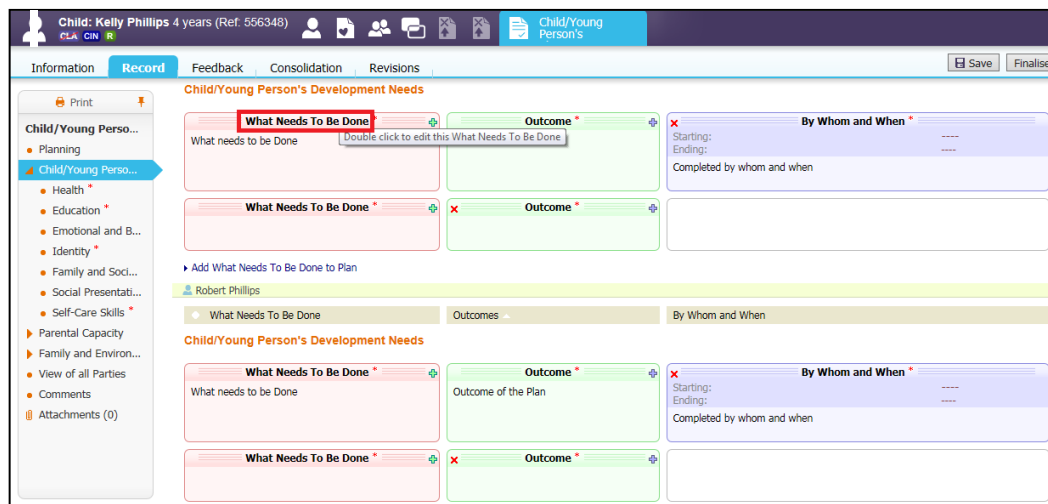 Child: Kelly Phillips 4 years (Ref: 556348)
CLA CIN R
Child/Young
Person's
Information Record Feedback Consolidation Revisions Save Finalise
Print
Child/Young Perso...
Planning
Child/Young Perso...
Health *
Education *
Emotional and B...
Identity *
Family and Soci...
Social Presentati...
Self-Care Skills *
Parental Capacity
Family and Environ...
View of all Parties
Comments
Attachments (0)
Child/Young Person's Development Needs
What Needs To Be Done * Outcome * By Whom and When *
Double click to edit this What Needs To Be Done
What needs to be Done
Starting: ----
Ending: ----
Completed by whom and when
What Needs To Be Done * Outcome *
Add What Needs To Be Done to Plan
Robert Phillips
What Needs To Be Done Outcomes By Whom and When
Child/Young Person's Development Needs
What Needs To Be Done * Outcome * By Whom and When *
What needs to be Done Outcome of the Plan
Starting: ----
Ending: ----
Completed by whom and when
What Needs To Be Done * Outcome *